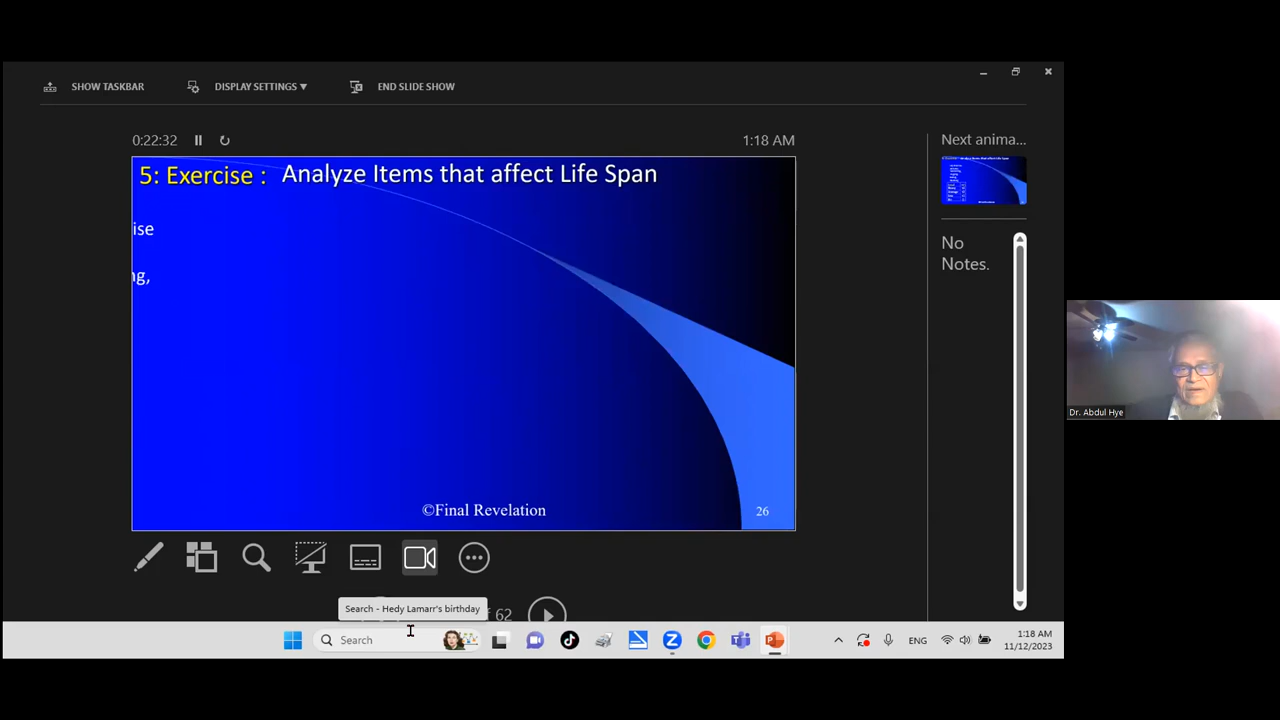 SHOW TASKBAR
DISPLAY SETTINGS ▼
END SLIDE SHOW
0:22:32
1:18 AM
Next anima...
5: Exercise : Analyze Items that affect Life Span
ise
ng,
No
Notes.
©Final Revelation
26
Dr. Abdul Hye
Search - Hedy Lamarr's birthday
62
Search
ENG
1:18 AM
11/12/2023